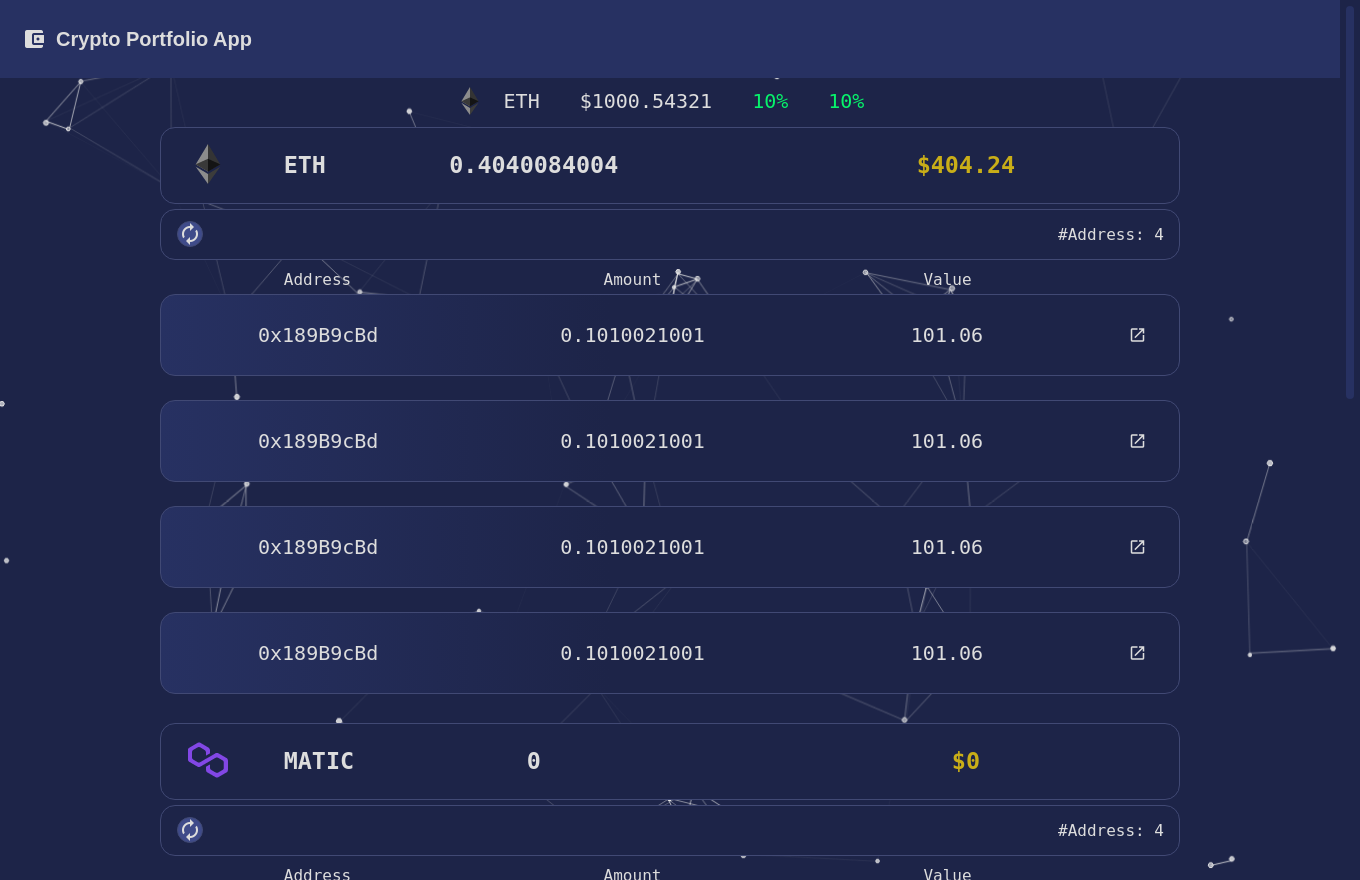 Crypto Portfolio App
ETH $1000.54321 10% 10%
ETH 0.4040084004 $404.24
#Address: 4
Address Amount Value
0x189B9cBd 0.1010021001 101.06
0x189B9cBd 0.1010021001 101.06
0x189B9cBd 0.1010021001 101.06
0x189B9cBd 0.1010021001 101.06
MATIC 0 $0
#Address: 4
Address Amount Value